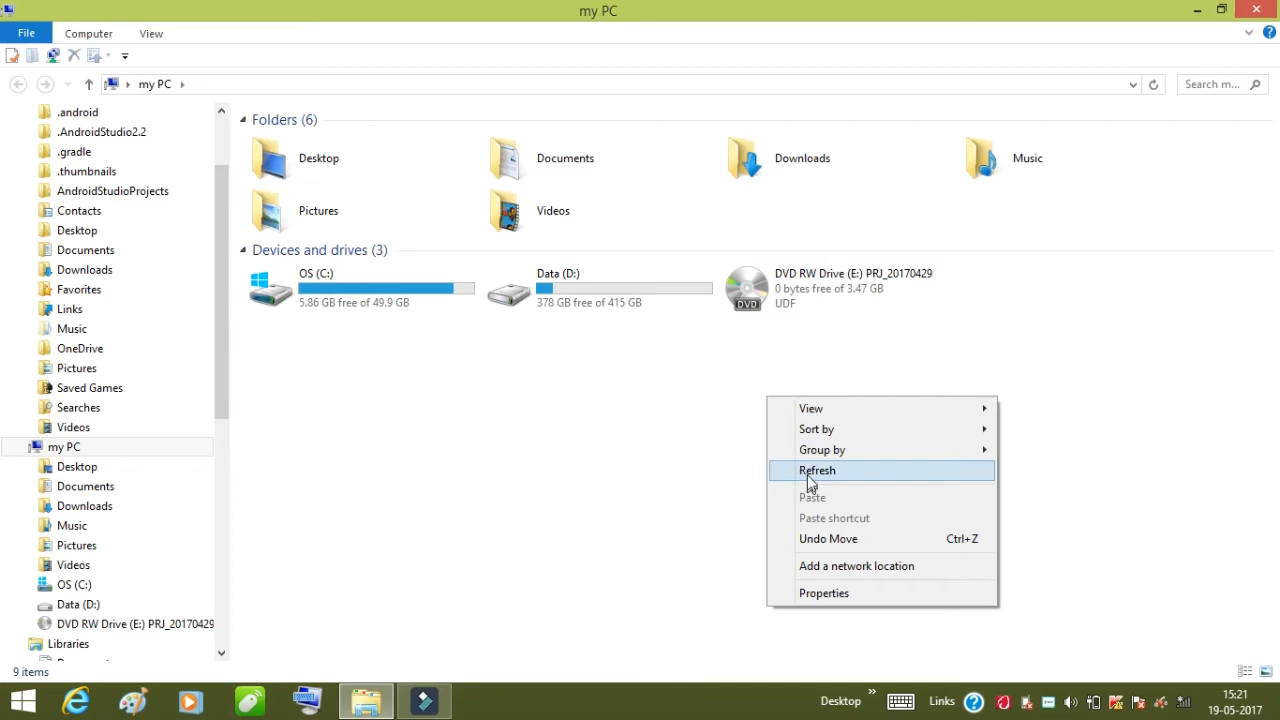 my PC
File
Computer
View
my PC
Search m...
.android
.AndroidStudio2.2
.gradle
.thumbnails
AndroidStudioProjects
Contacts
Desktop
Documents
Downloads
Favorites
Links
Music
OneDrive
Pictures
Saved Games
Searches
Videos
my PC
Desktop
Documents
Downloads
Music
Pictures
Videos
OS (C:)
Data (D:)
DVD RW Drive (E:) PRJ_20170429
Libraries
Folders (6)
Desktop
Documents
Downloads
Music
Pictures
Videos
Devices and drives (3)
OS (C:)
5.86 GB free of 49.9 GB
Data (D:)
378 GB free of 415 GB
DVD RW Drive (E:) PRJ_20170429
0 bytes free of 3.47 GB
UDF
DVD
View
Sort by
Group by
Refresh
Paste
Paste shortcut
Undo Move Ctrl+Z
Add a network location
Properties
9 items
Desktop
Links
15:21
19-05-2017